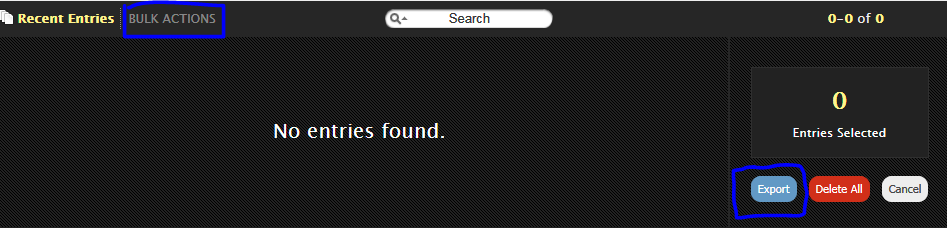 Recent Entries BULK ACTIONS Search 0-0 of 0
No entries found.
0
Entries Selected
Export Delete All Cancel